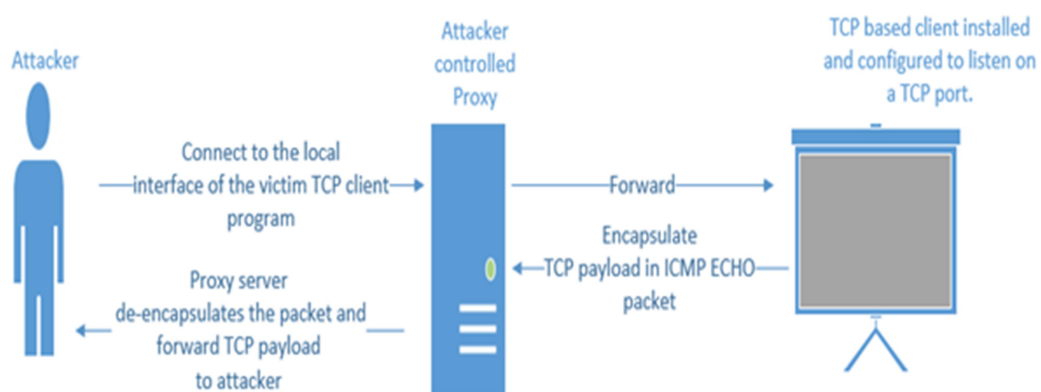 Attacker
Attacker
controlled
Proxy
TCP based client installed
and configured to listen on
a TCP port.
Connect to the local
interface of the victim TCP client
program
Forward
Encapsulate
TCP payload in ICMP ECHO
packet
Proxy server
de-encapsulates the packet and
forward TCP payload
to attacker